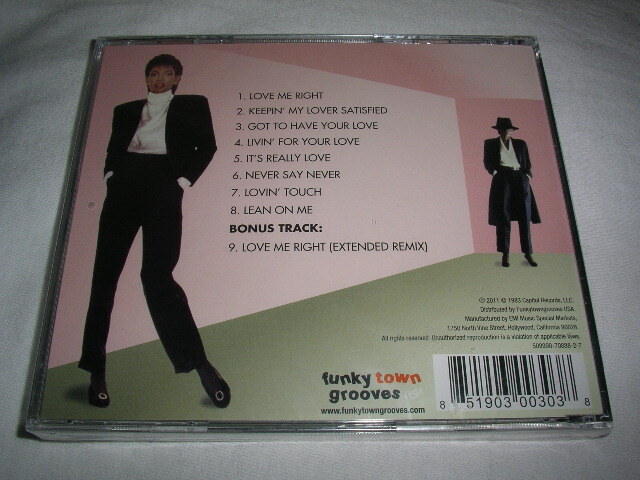 1. LOVE ME RIGHT
2. KEEPIN' MY LOVER SATISFIED
3. GOT TO HAVE YOUR LOVE
4. LIVIN' FOR YOUR LOVE
5. IT'S REALLY LOVE
6. NEVER SAY NEVER
7. LOVIN' TOUCH
8. LEAN ON ME
BONUS TRACK:
9. LOVE ME RIGHT (EXTENDED REMIX)
℗ 2011 © 1983 Capitol Records, LLC.
Distributed by Funkytowngrooves USA.
Manufactured by EMI Music Special Markets,
1750 North Vine Street, Hollywood, California 90028.
All rights reserved. Unauthorized reproduction is a violation of applicable laws.
509998-70888-2-7
funky town
grooves
www.funkytowngrooves.com
8 51903 00303 8